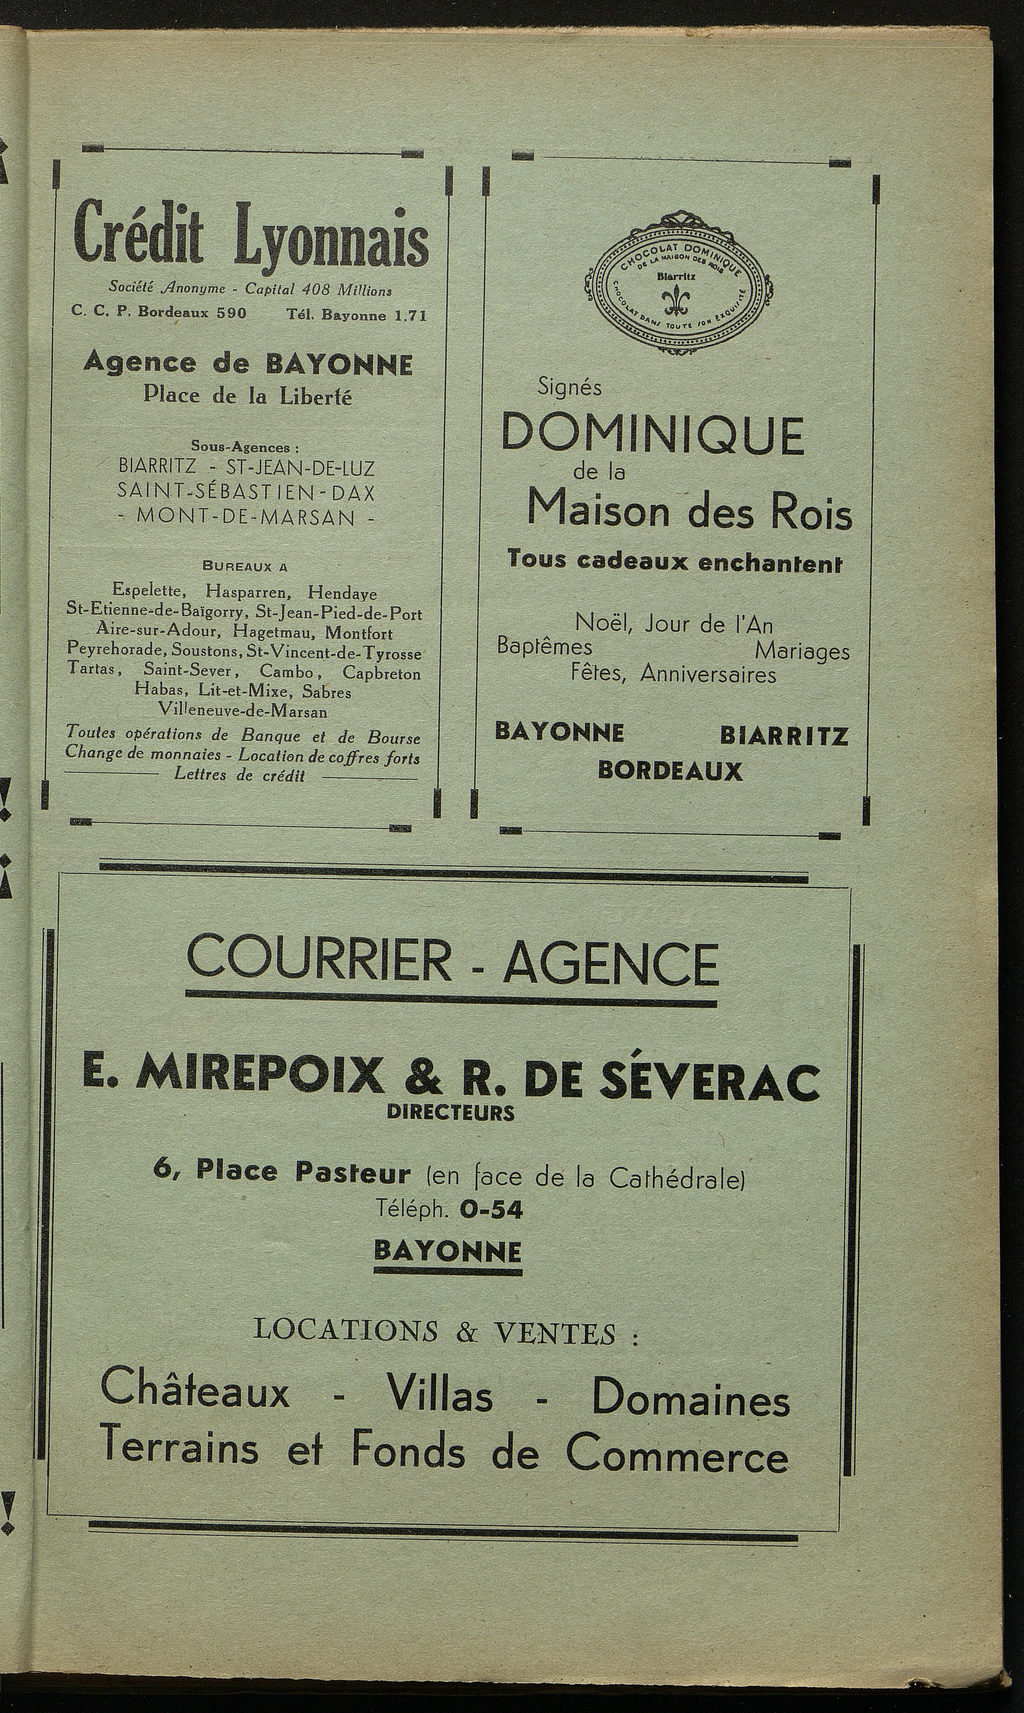 Crédit Lyonnais
Société Anonyme - Capital 408 Millions
C. C. P. Bordeaux 590 Tél. Bayonne 1.71
Agence de BAYONNE
Place de la Liberté
Sous-Agences :
BIARRITZ - ST-JEAN-DE-LUZ
SAINT-SÉBASTIEN - DAX
- MONT-DE-MARSAN -
BUREAUX A
Espelette, Hasparren, Hendaye
St-Etienne-de-Baïgorry, St-Jean-Pied-de-Port
Aire-sur-Adour, Hagetmau, Montfort
Peyrehorade, Soustons, St-Vincent-de-Tyrosse
Tartas, Saint-Sever, Cambo, Capbreton
Habas, Lit-et-Mixe, Sabres
Villeneuve-de-Marsan
Toutes opérations de Banque et de Bourse
Change de monnaies - Location de coffres forts
Lettres de crédit
CHOCOLAT DOMINIQUE
DE LA MAISON DES ROIS
Biarritz
CHOCOLAT DANS TOUTE SON EXQUISITÉ
Signés
DOMINIQUE
de la
Maison des Rois
Tous cadeaux enchantent
Noël, Jour de l'An
Baptêmes Mariages
Fêtes, Anniversaires
BAYONNE BIARRITZ
BORDEAUX
COURRIER - AGENCE
E. MIREPOIX & R. DE SÉVERAC
DIRECTEURS
6, Place Pasteur (en face de la Cathédrale)
Téléph. 0-54
BAYONNE
LOCATIONS & VENTES :
Châteaux - Villas - Domaines
Terrains et Fonds de Commerce